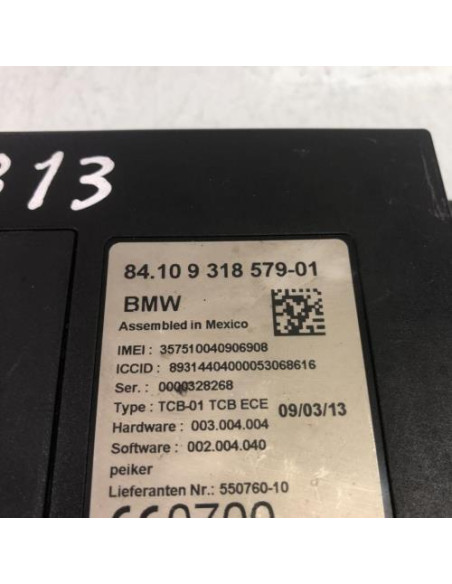 313
84.10 9 318 579-01
BMW
Assembled in Mexico
IMEI : 357510040906908
ICCID : 89314404000053068616
Ser. : 0000328268
Type : TCB-01 TCB ECE 09/03/13
Hardware : 003.004.004
Software : 002.004.040
peiker
Lieferanten Nr.: 550760-10